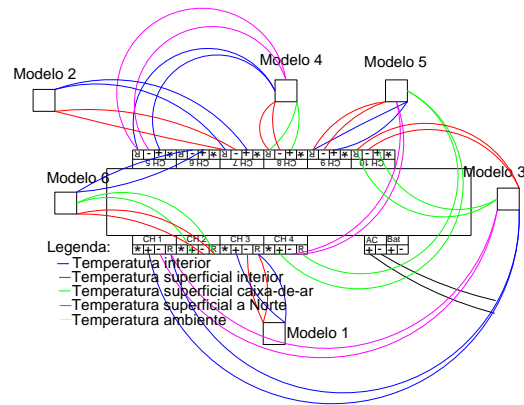 Modelo 4
Modelo 5
Modelo 2
R - + * R - + * R - + * R - + * R - + * R - + *
CH 5 CH 6 CH 7 CH 8 CH 9 CH 10
Modelo 6
Modelo 3
CH 1 CH 2 CH 3 CH 4
* + - R * + - R * + - R * + - R
AC Bat
+ - + -
Legenda:
Temperatura interior
Temperatura superficial interior
Temperatura superficial caixa-de-ar
Temperatura superficial a Norte
Temperatura ambiente
Modelo 1